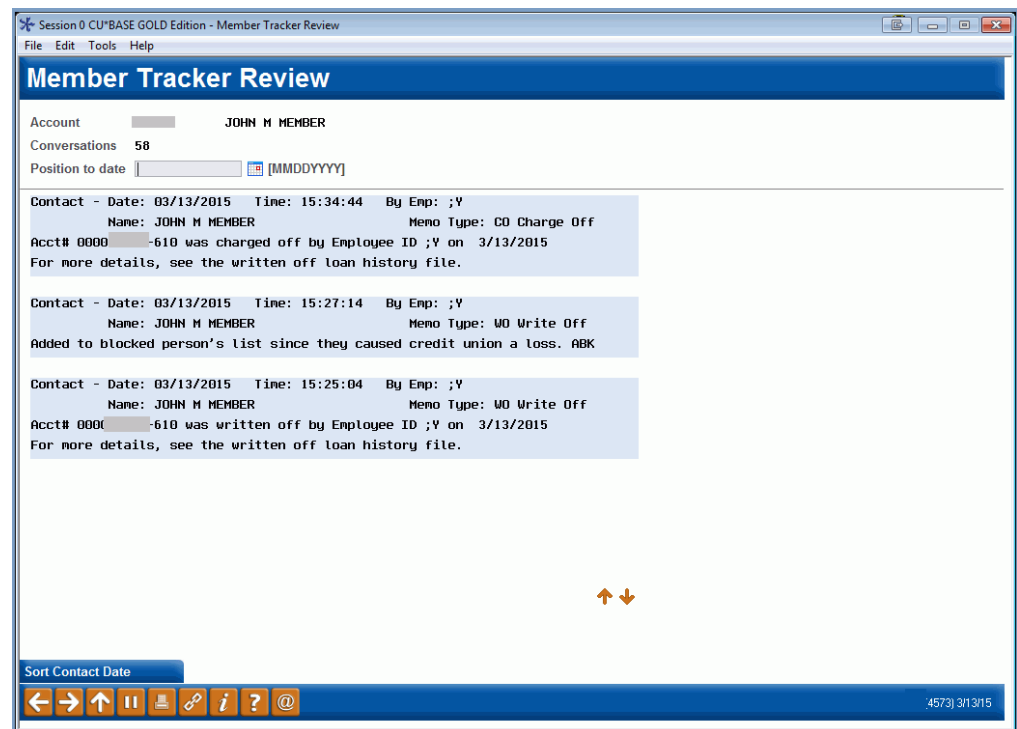 Session 0 CU*BASE GOLD Edition - Member Tracker Review
File Edit Tools Help
Member Tracker Review
Account JOHN M MEMBER
Conversations 58
Position to date [MMDDYYYY]
Contact - Date: 03/13/2015 Time: 15:34:44 By Emp: ;Y
Name: JOHN M MEMBER Memo Type: CO Charge Off
Acct# 0000 -610 was charged off by Employee ID ;Y on 3/13/2015
For more details, see the written off loan history file.
Contact - Date: 03/13/2015 Time: 15:27:14 By Emp: ;Y
Name: JOHN M MEMBER Memo Type: WO Write Off
Added to blocked person's list since they caused credit union a loss. ABK
Contact - Date: 03/13/2015 Time: 15:25:04 By Emp: ;Y
Name: JOHN M MEMBER Memo Type: WO Write Off
Acct# 000 -610 was written off by Employee ID ;Y on 3/13/2015
For more details, see the written off loan history file.
Sort Contact Date
i ? @
4573) 3/13/15